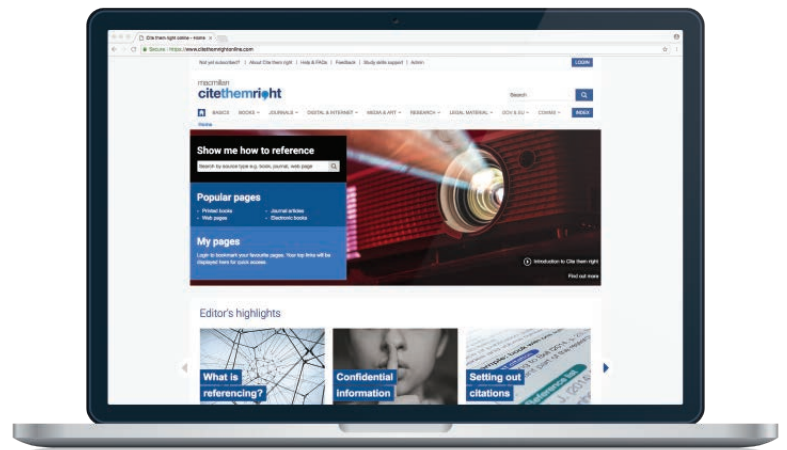 Cite them right online - Home
Secure https://www.citethemrightonline.com
Not yet subscribed? | About Cite them right | Help & FAQs | Feedback | Study skills support | Admin
LOGIN
macmillan
citethemright
Search
BASICS BOOKS JOURNALS DIGITAL & INTERNET MEDIA & ART RESEARCH LEGAL MATERIAL GOV & EU COMMS INDEX
Home
Show me how to reference
Search by source type e.g. book, journal, web page
Popular pages
Printed books
Journal articles
Web pages
Electronic books
My pages
Login to bookmark your favourite pages. Your top links will be
displayed here for quick access.
Introduction to Cite them right
Find out more
Editor's highlights
What is
referencing?
Confidential
information
Setting out
citations
Reference list